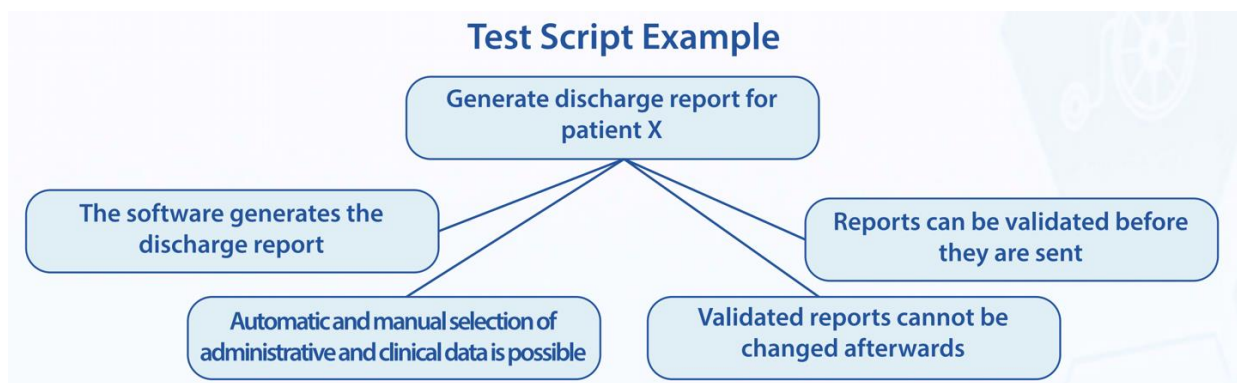 Test Script Example
Generate discharge report for
patient X
The software generates the
discharge report
Reports can be validated before
they are sent
Automatic and manual selection of
administrative and clinical data is possible
Validated reports cannot be
changed afterwards